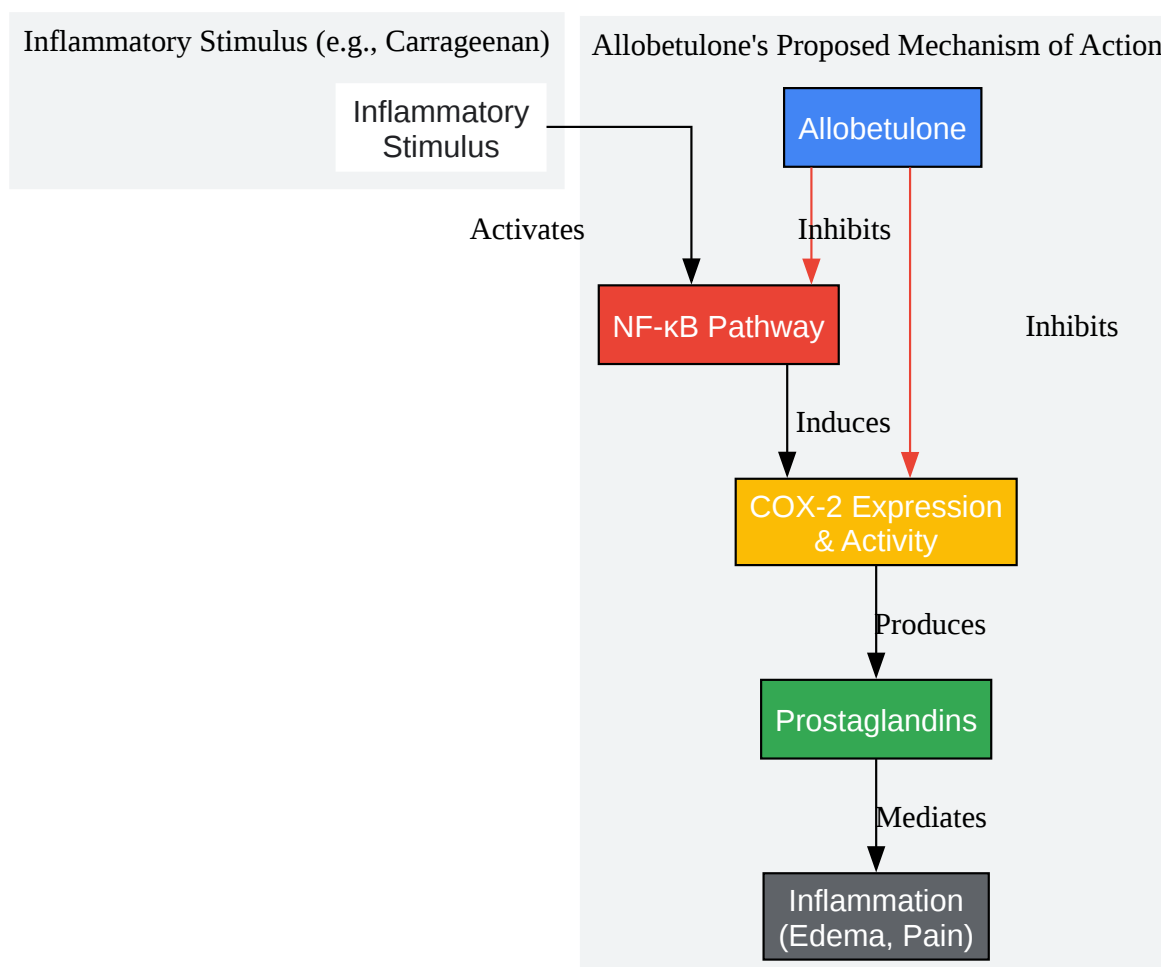 Inflammatory Stimulus (e.g., Carrageenan)
Allobetulone's Proposed Mechanism of Action
Inflammatory
Stimulus
Allobetulone
Activates
Inhibits
NF-κB Pathway
Inhibits
Induces
COX-2 Expression
& Activity
Produces
Prostaglandins
Mediates
Inflammation
(Edema, Pain)